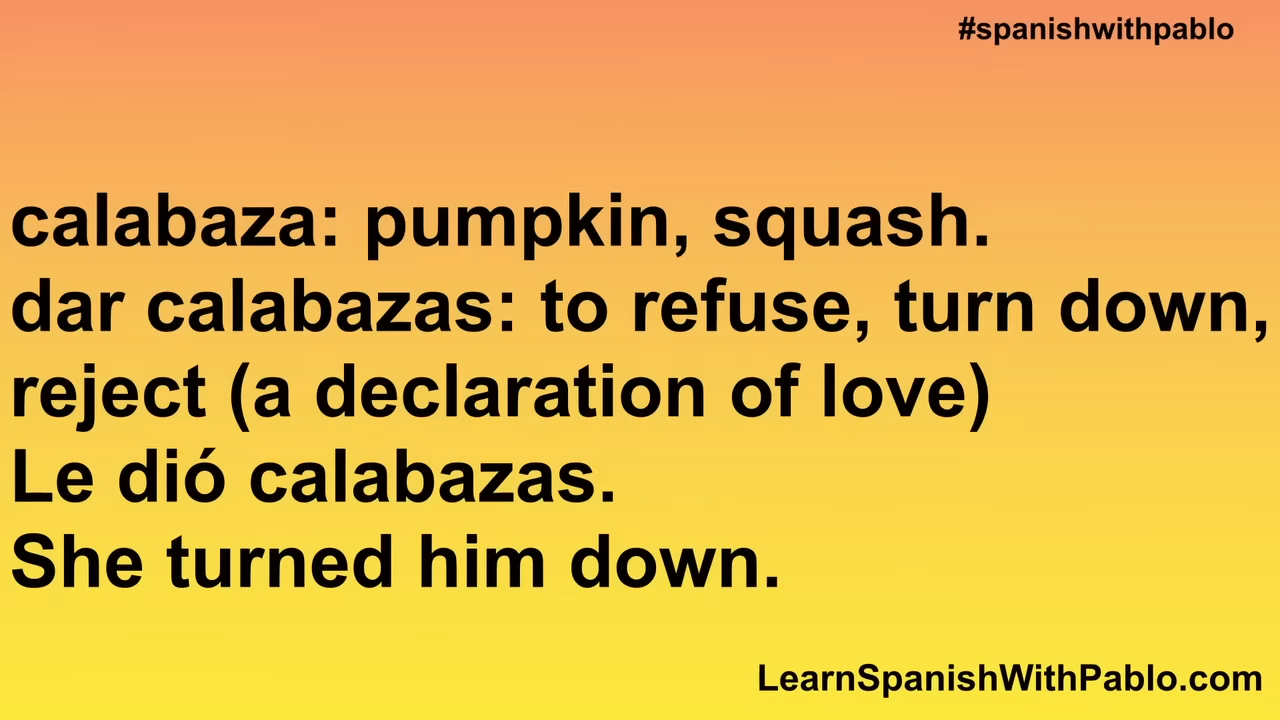 #spanishwithpablo
calabaza: pumpkin, squash.
dar calabazas: to refuse, turn down,
reject (a declaration of love)
Le dió calabazas.
She turned him down.
LearnSpanishWithPablo.com